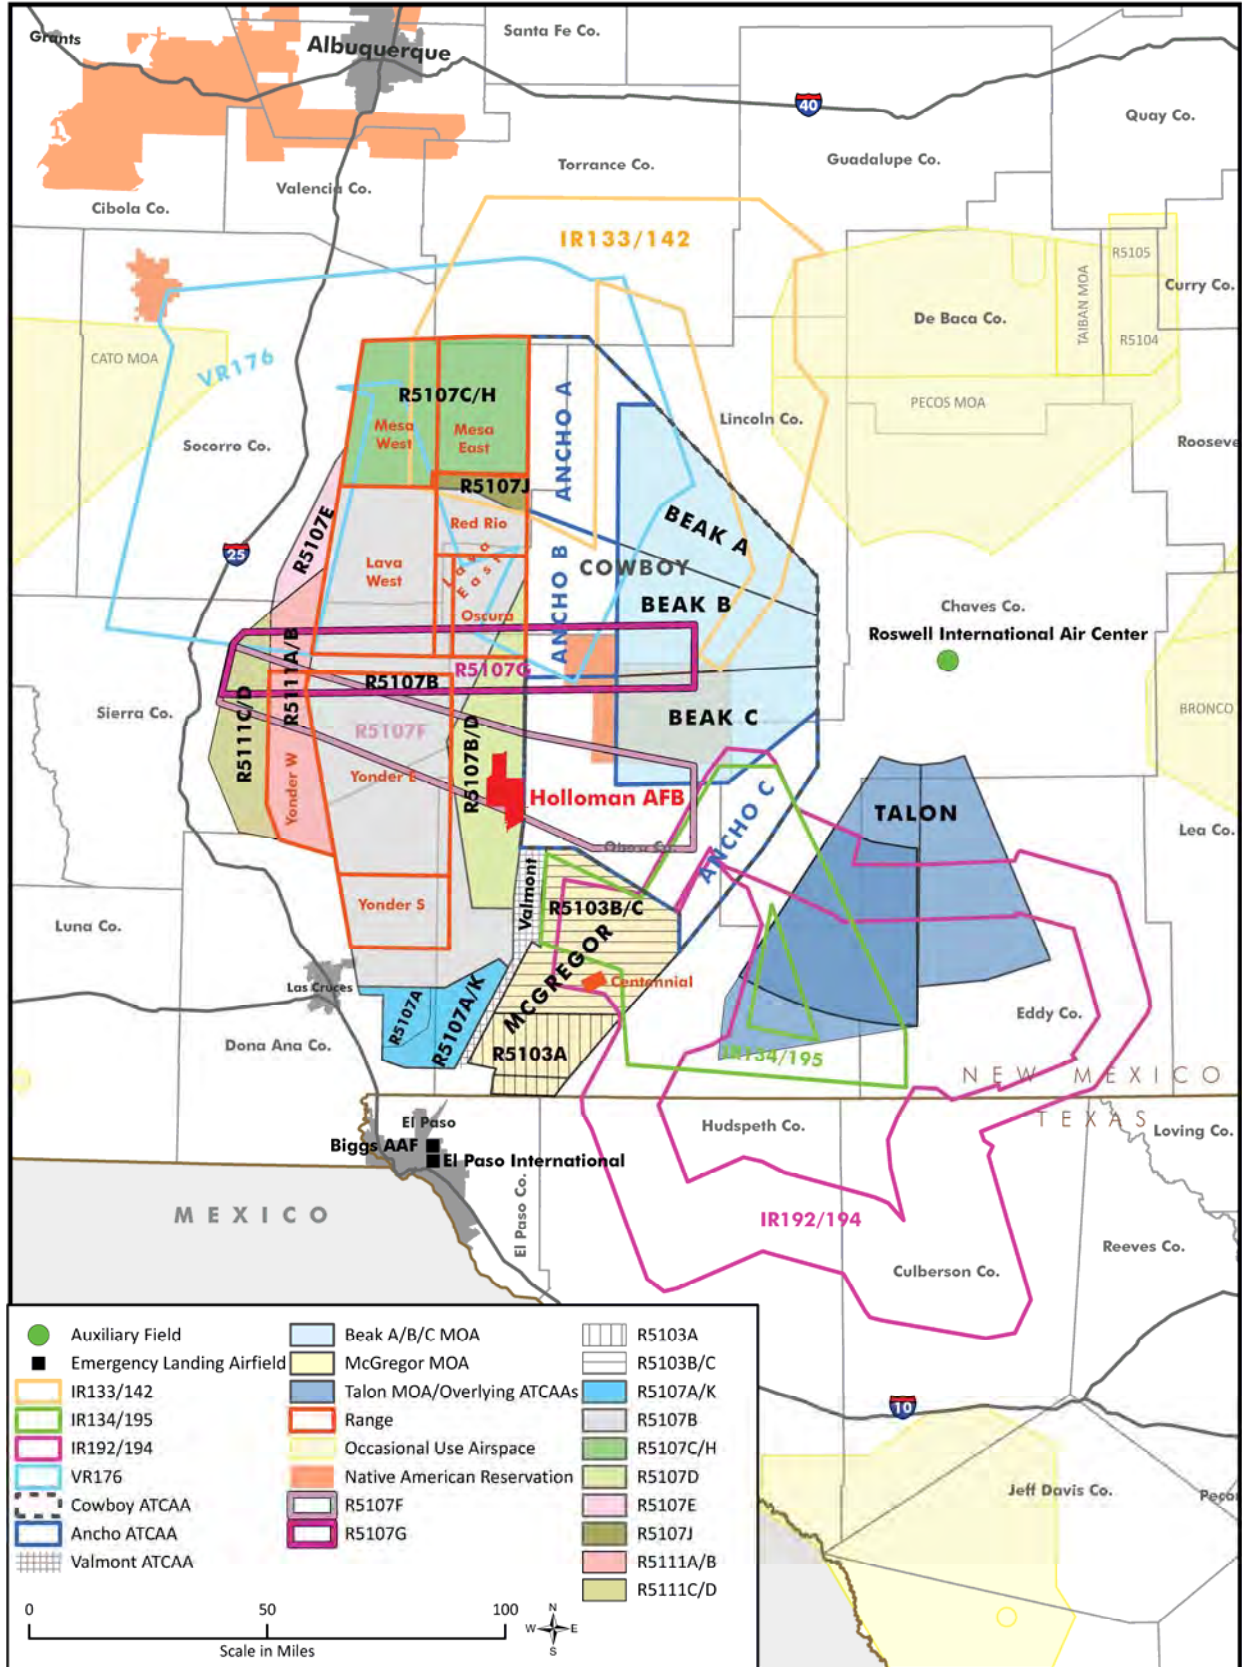 Grants
Albuquerque
Santa Fe Co.
40
Quay Co.
Guadalupe Co.
Torrance Co.
Valencia Co.
Cibola Co.
IR133/142
R5105
Curry Co.
TAIBAN MOA
De Baca Co.
R5104
CATO MOA
VR176
R5107C/H
Mesa
West
Mesa
East
ANCHO A
Lincoln Co.
PECOS MOA
Socorro Co.
Rooseve
R5107J
R5107E
Red Rio
BEAK A
25
Lava
West
Lava
East
ANCHO B
COWBOY
BEAK B
Oscura
Chaves Co.
Roswell International Air Center
R5111A/B
R5107G
R5107B
Sierra Co.
R5111C/D
R5107F
BEAK C
BRONCO
R5107B/D
Yonder W
Yonder E
Holloman AFB
ANCHO C
TALON
Otero Co.
Lea Co.
Valmont
Yonder S
R5103B/C
Luna Co.
MCGREGOR
Centennial
Las Cruces
R5107A
R5107A/K
Eddy Co.
Dona Ana Co.
R5103A
IR134/195
NEW MEXICO
TEXAS
El Paso
Hudspeth Co.
Loving Co.
Biggs AAF
El Paso International
MEXICO
El Paso Co.
IR192/194
Reeves Co.
Culberson Co.
10
Jeff Davis Co.
Peco
Auxiliary Field
Emergency Landing Airfield
IR133/142
IR134/195
IR192/194
VR176
Cowboy ATCAA
Ancho ATCAA
Valmont ATCAA
Beak A/B/C MOA
McGregor MOA
Talon MOA/Overlying ATCAAs
Range
Occasional Use Airspace
Native American Reservation
R5107F
R5107G
R5103A
R5103B/C
R5107A/K
R5107B
R5107C/H
R5107D
R5107E
R5107J
R5111A/B
R5111C/D
0 50 100
Scale in Miles
N
W E
S